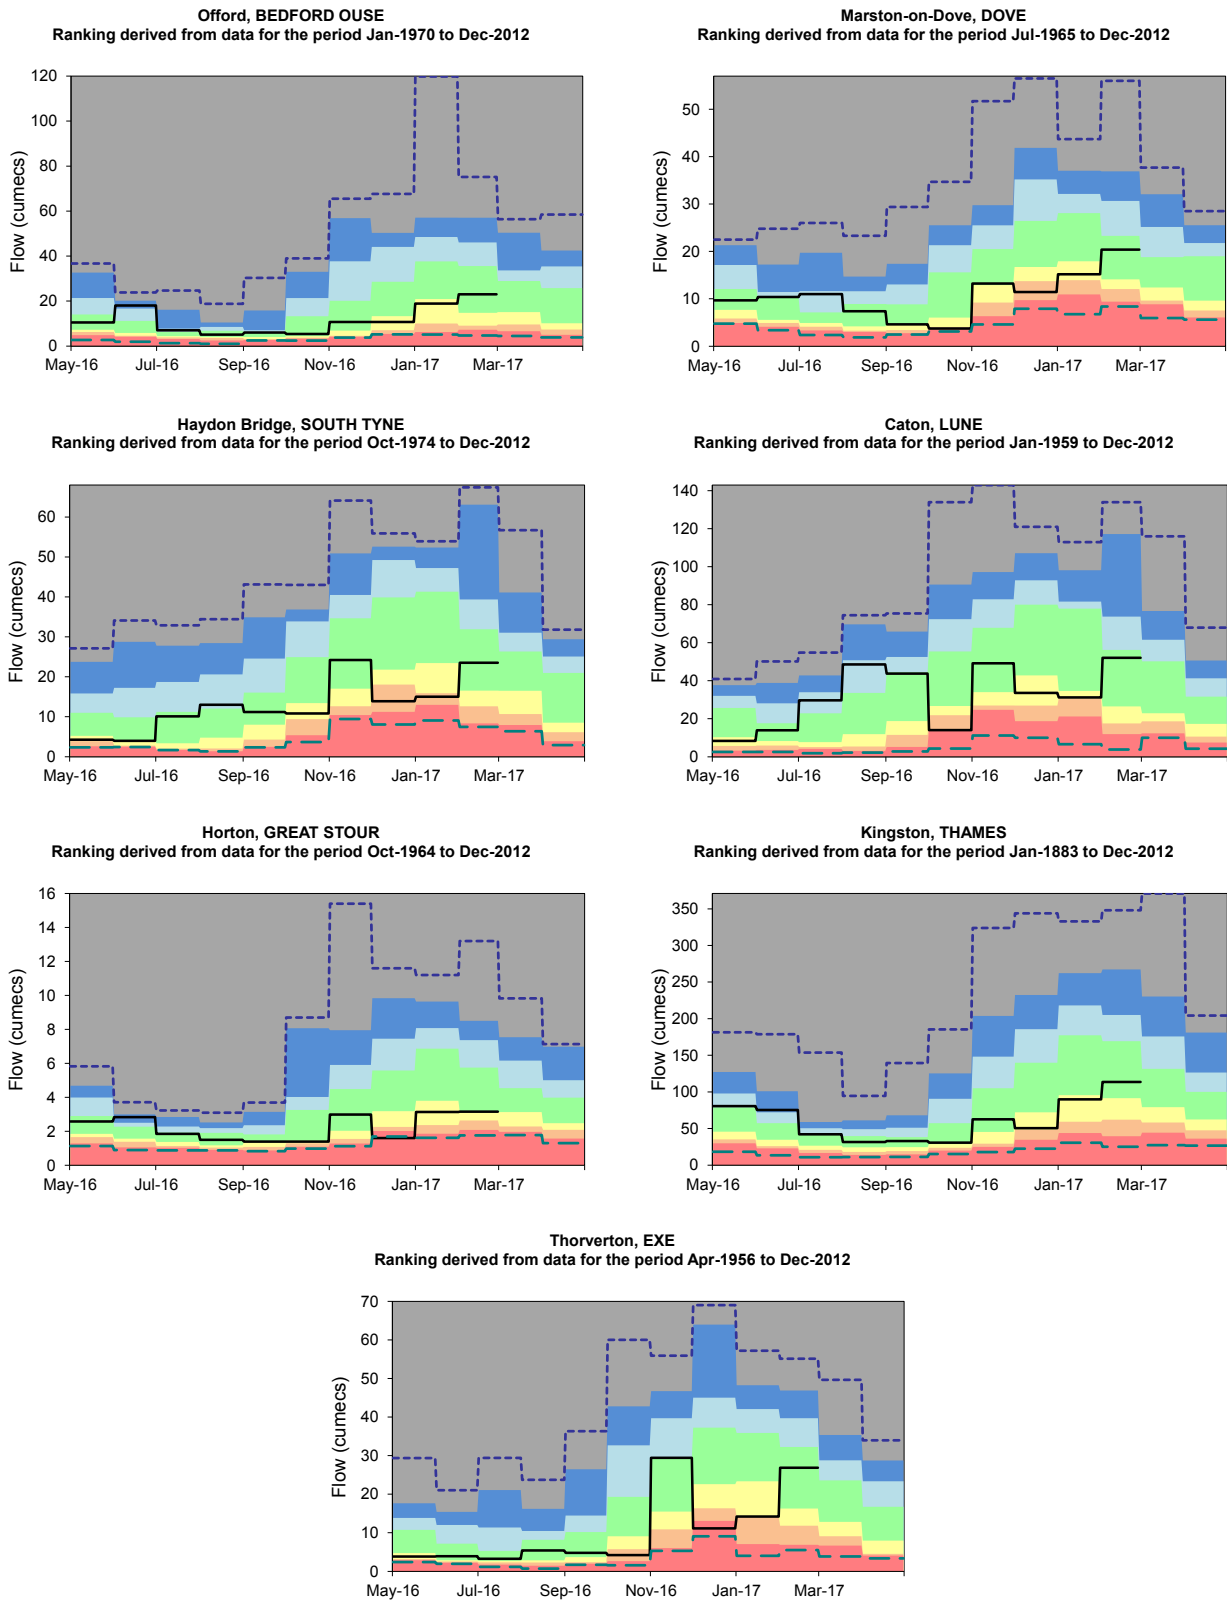 Offord, BEDFORD OUSE
Ranking derived from data for the period Jan-1970 to Dec-2012
Flow (cumecs)
120
100
80
60
40
20
0
May-16 Jul-16 Sep-16 Nov-16 Jan-17 Mar-17
Marston-on-Dove, DOVE
Ranking derived from data for the period Jul-1965 to Dec-2012
Flow (cumecs)
50
40
30
20
10
0
May-16 Jul-16 Sep-16 Nov-16 Jan-17 Mar-17
Haydon Bridge, SOUTH TYNE
Ranking derived from data for the period Oct-1974 to Dec-2012
Flow (cumecs)
60
50
40
30
20
10
0
May-16 Jul-16 Sep-16 Nov-16 Jan-17 Mar-17
Caton, LUNE
Ranking derived from data for the period Jan-1959 to Dec-2012
Flow (cumecs)
140
120
100
80
60
40
20
0
May-16 Jul-16 Sep-16 Nov-16 Jan-17 Mar-17
Horton, GREAT STOUR
Ranking derived from data for the period Oct-1964 to Dec-2012
Flow (cumecs)
16
14
12
10
8
6
4
2
0
May-16 Jul-16 Sep-16 Nov-16 Jan-17 Mar-17
Kingston, THAMES
Ranking derived from data for the period Jan-1883 to Dec-2012
Flow (cumecs)
350
300
250
200
150
100
50
0
May-16 Jul-16 Sep-16 Nov-16 Jan-17 Mar-17
Thorverton, EXE
Ranking derived from data for the period Apr-1956 to Dec-2012
Flow (cumecs)
70
60
50
40
30
20
10
0
May-16 Jul-16 Sep-16 Nov-16 Jan-17 Mar-17